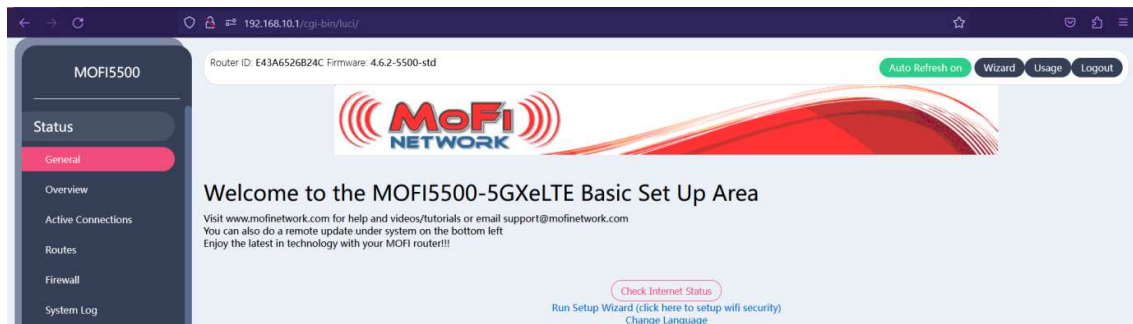 192.168.10.1/cgi-bin/luci/
MOFI5500
Router ID: E43A6526B24C Firmware: 4.6.2-5500-std
Auto Refresh on
Wizard
Usage
Logout
MOFI
NETWORK
Status
General
Overview
Active Connections
Routes
Firewall
System Log
Welcome to the MOFI5500-5GXeLTE Basic Set Up Area
Visit www.mofinetwork.com for help and videos/tutorials or email support@mofinetwork.com
You can also do a remote update under system on the bottom left
Enjoy the latest in technology with your MOFI router!!!
Check Internet Status
Run Setup Wizard (click here to setup wifi security)
Change Language